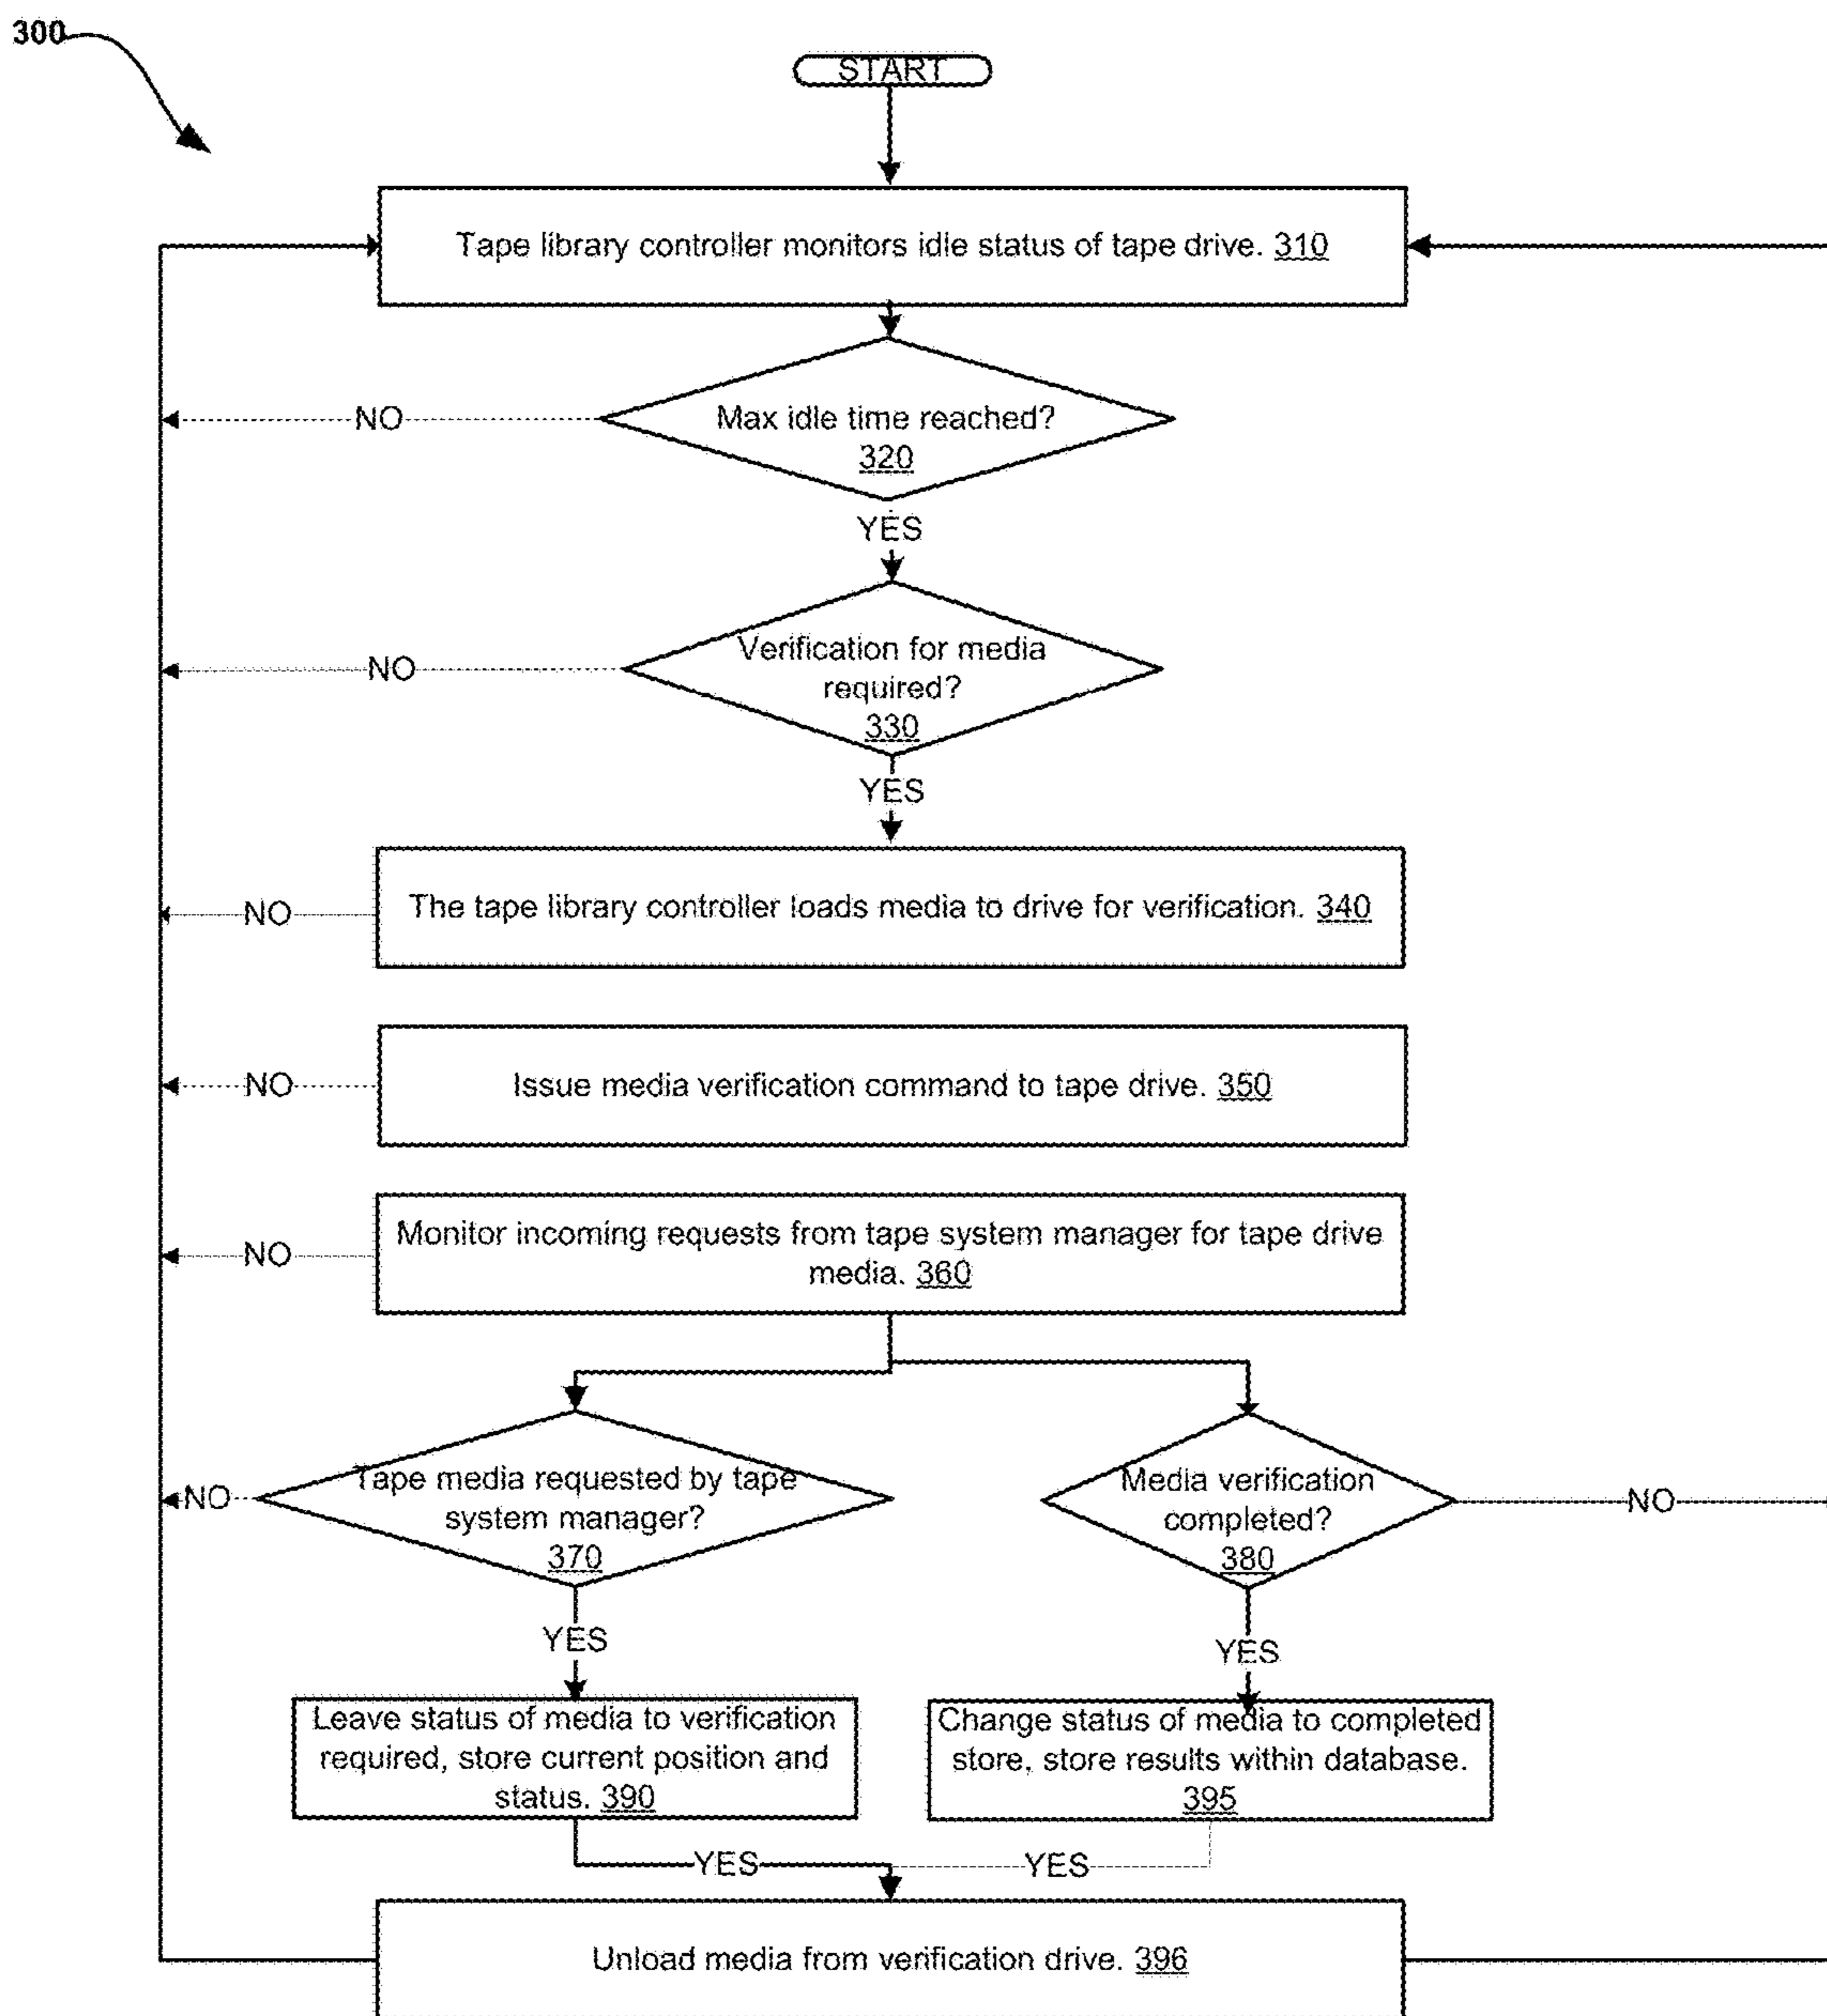 300
START
Tape library controller monitors idle status of tape drive. 310
NO
Max idle time reached?
320
YES
NO
Verification for media
required?
330
YES
NO
The tape library controller loads media to drive for verification. 340
NO
Issue media verification command to tape drive. 350
NO
Monitor incoming requests from tape system manager for tape drive
media. 360
NO
Tape media requested by tape
system manager?
370
Media verification
completed?
380
NO
YES
YES
Leave status of media to verification
required, store current position and
status. 390
Change status of media to completed
store, store results within database.
395
YES
YES
Unload media from verification drive. 396